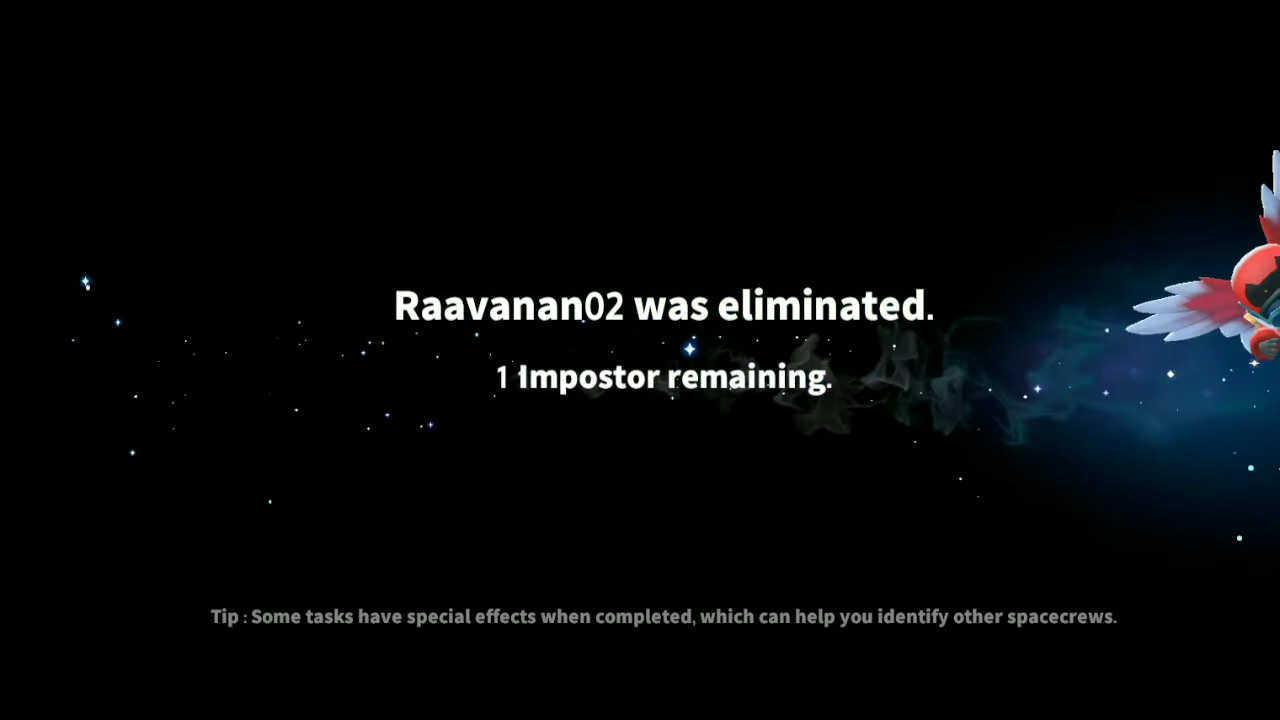 Raavanan02 was eliminated.
1 Impostor remaining.
Tip : Some tasks have special effects when completed, which can help you identify other spacecrews.